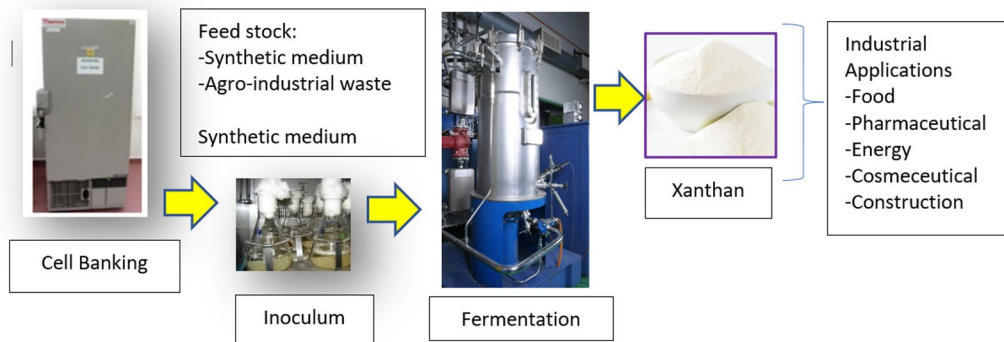 Feed stock:
-Synthetic medium
-Agro-industrial waste
Synthetic medium
Industrial
Applications
-Food
-Pharmaceutical
-Energy
-Cosmeceutical
-Construction
Cell Banking
Inoculum
Fermentation
Xanthan